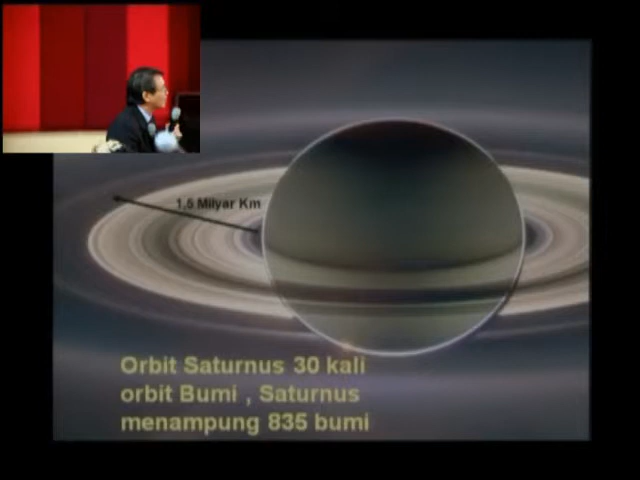 1,5 Milyar Km
Orbit Saturnus 30 kali
orbit Bumi , Saturnus
menampung 835 bumi